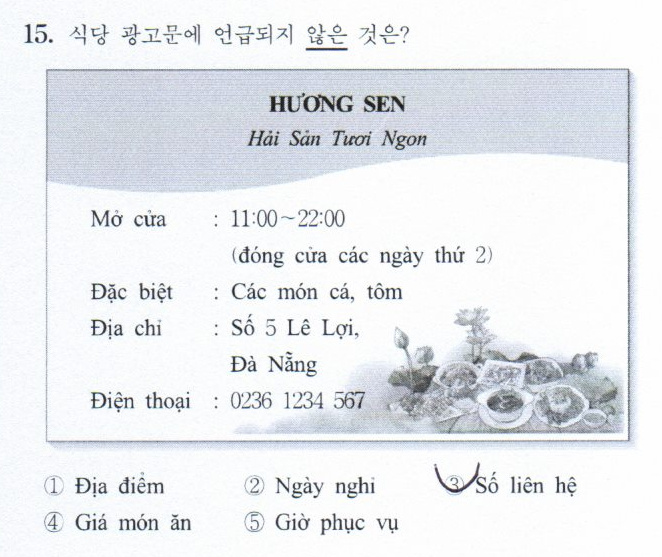 15. 식당 광고문에 언급되지 않은 것은?
HƯƠNG SEN
Hải Sản Tươi Ngon
Mở cửa : 11:00~22:00
(đóng cửa các ngày thứ 2)
Đặc biệt : Các món cá, tôm
Địa chỉ : Số 5 Lê Lợi,
Đà Nẵng
Điện thoại : 0236 1234 567
① Địa điểm ② Ngày nghỉ ③ Số liên hệ
④ Giá món ăn ⑤ Giờ phục vụ